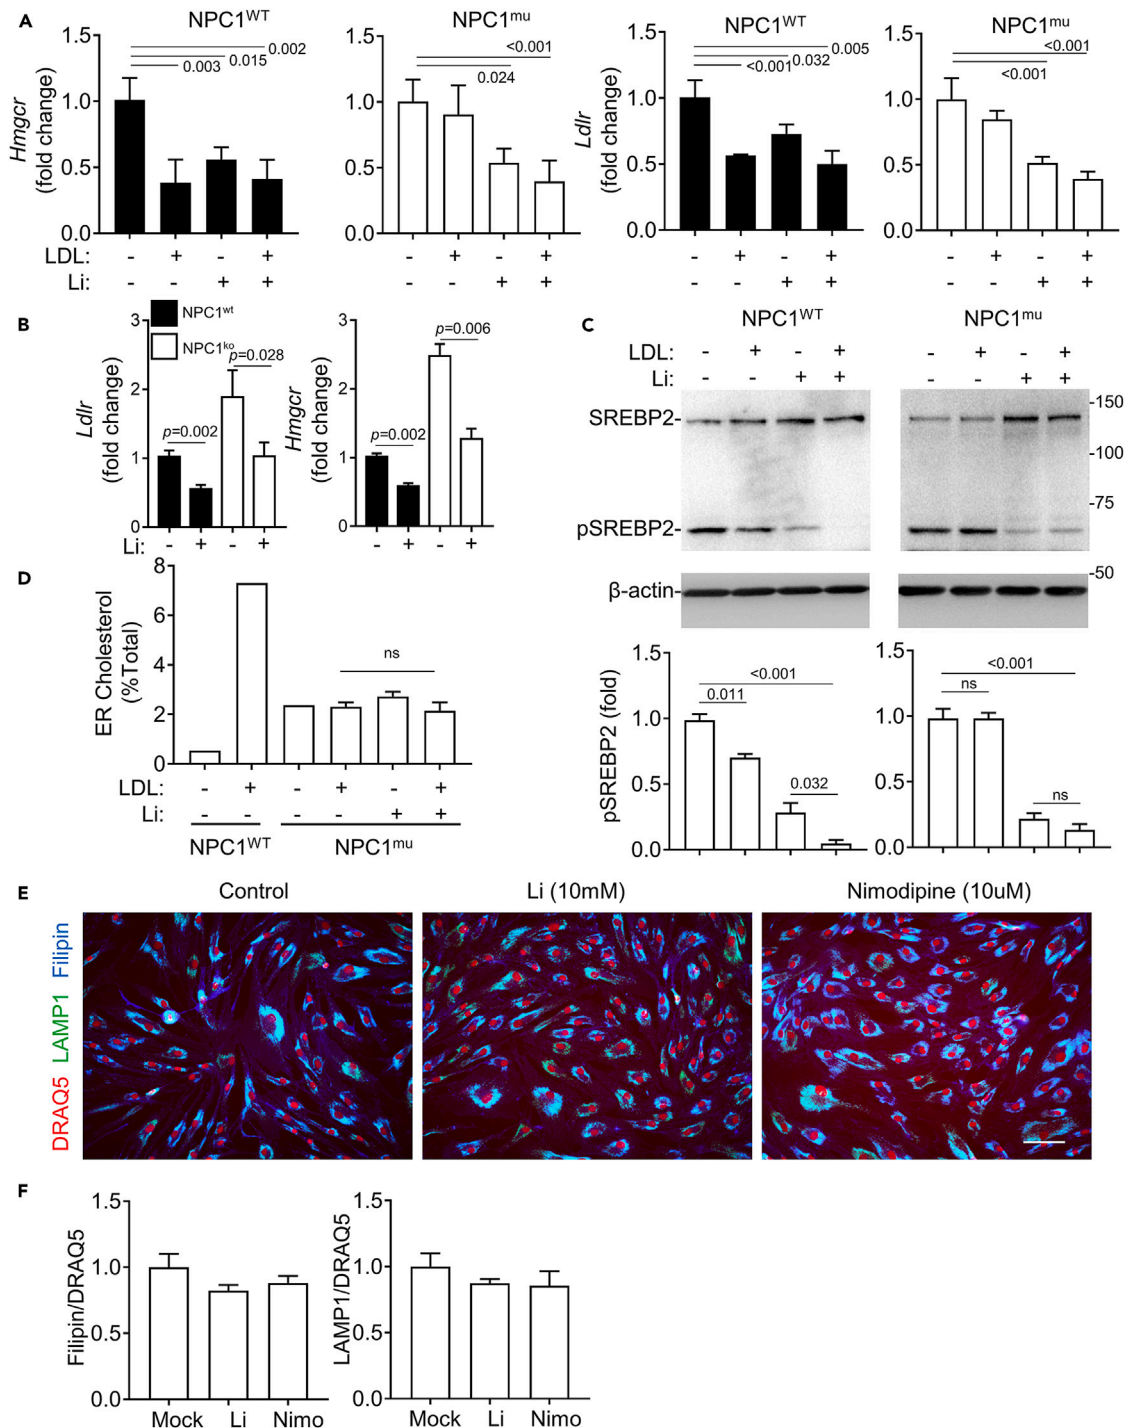 A
NPC1WT
NPC1mu
NPC1WT
NPC1mu
Hmgcr
(fold change)
1.5
1.0
0.5
0.0
0.002
0.015
0.003
1.5
1.0
0.5
0.0
<0.001
0.024
Ldlr
(fold change)
1.5
1.0
0.5
0.0
0.005
0.032
<0.001
1.5
1.0
0.5
0.0
<0.001
<0.001
LDL: - + - + - + - + - + - + - + - +
Li: - - + + - - + + - - + + - - + +
B
NPC1wt
NPC1ko
Ldlr
(fold change)
3
2
1
0
p=0.002
p=0.028
Hmgcr
(fold change)
3
2
1
0
p=0.002
p=0.006
Li: - + - + - + - +
C
NPC1WT
NPC1mu
LDL: - + - + - + - +
Li: - - + + - - + +
SREBP2-
pSREBP2-
β-actin-
-150
-100
-75
-50
pSREBP2 (fold)
1.5
1.0
0.5
0.0
<0.001
0.011
0.032
1.5
1.0
0.5
0.0
<0.001
ns
ns
D
ER Cholesterol
(%Total)
8
6
4
2
0
ns
LDL: - + - + - +
Li: - - - - + +
NPC1WT
NPC1mu
E
Control
Li (10mM)
Nimodipine (10uM)
DRAQ5 LAMP1 Filipin
F
Filipin/DRAQ5
1.5
1.0
0.5
0.0
Mock Li Nimo
LAMP1/DRAQ5
1.5
1.0
0.5
0.0
Mock Li Nimo